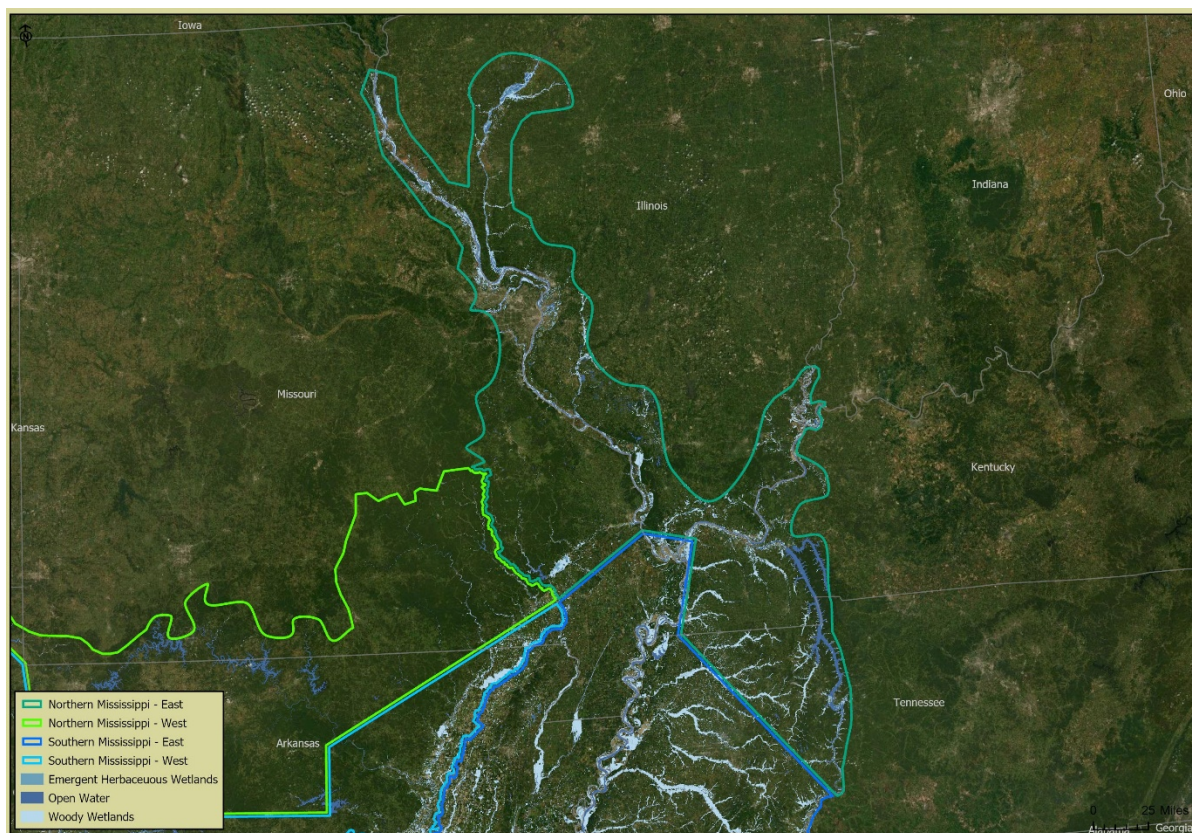 Iowa
N
Ohio
Indiana
Illinois
Missouri
Kansas
Kentucky
Tennessee
Arkansas
Northern Mississippi - East
Northern Mississippi - West
Southern Mississippi - East
Southern Mississippi - West
Emergent Herbaceuous Wetlands
Open Water
Woody Wetlands
0 25 Miles
Alabama Georgia